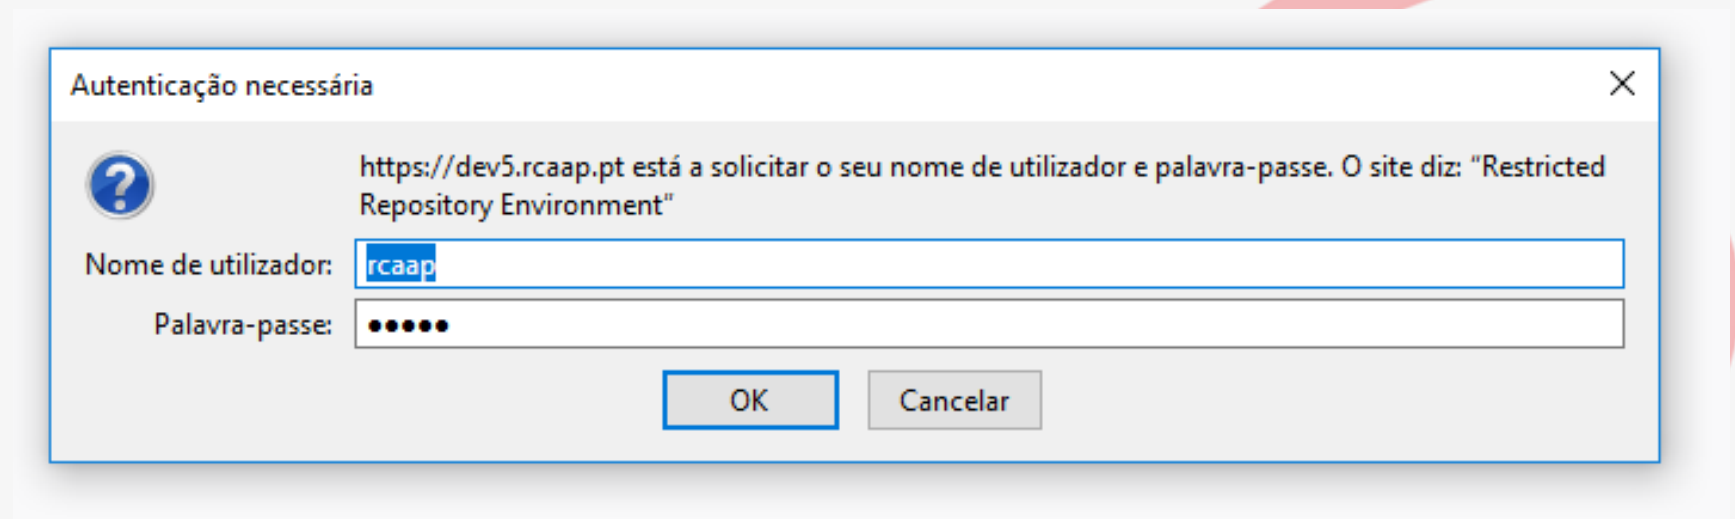 Autenticação necessária
https://dev5.rcaap.pt está a solicitar o seu nome de utilizador e palavra-passe. O site diz: “Restricted
Repository Environment”
Nome de utilizador: rcaap
Palavra-passe: •••••
OK Cancelar